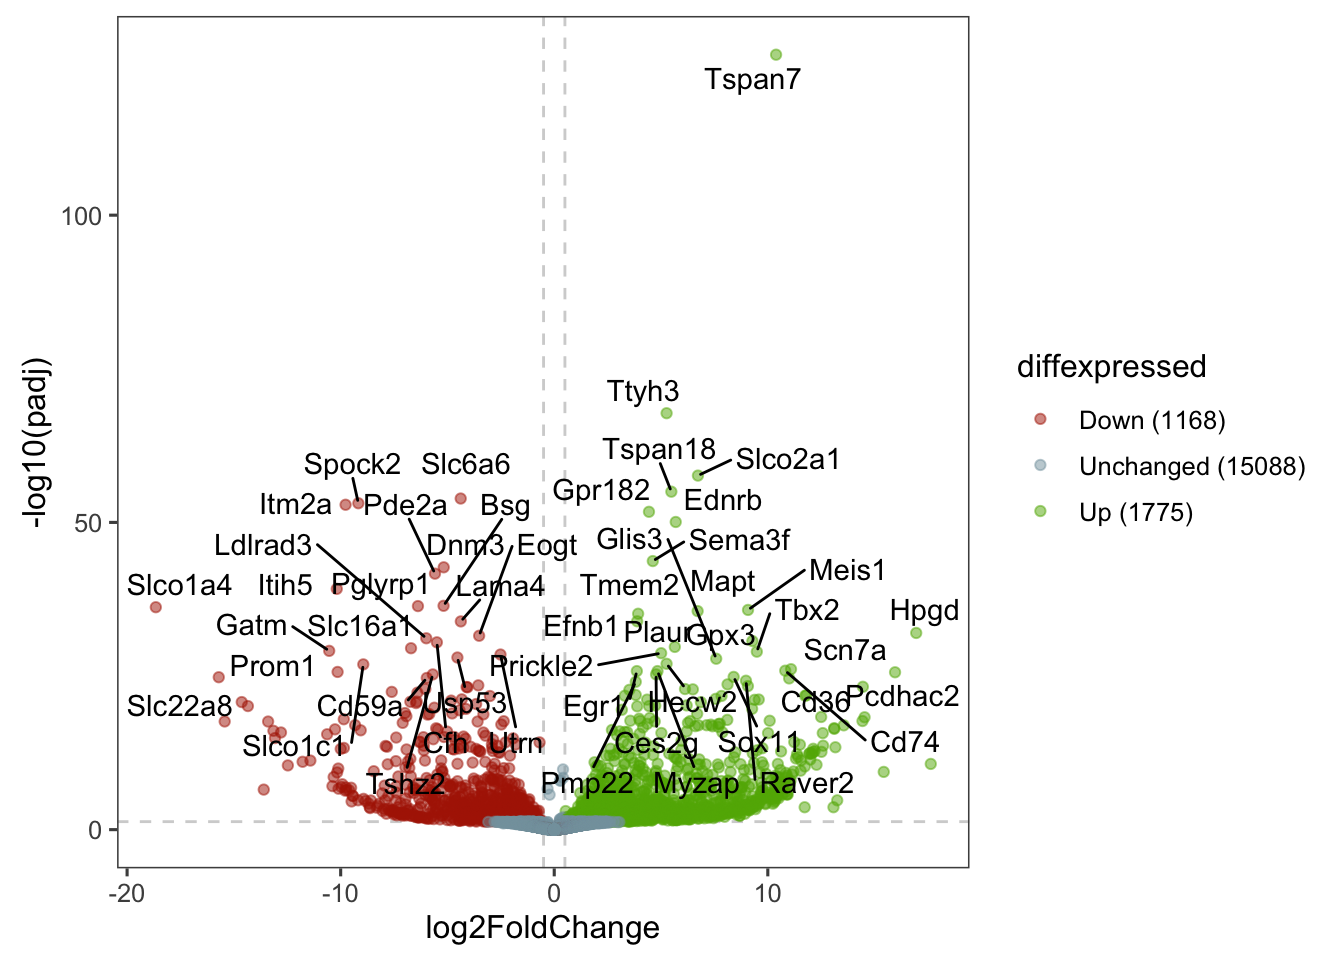 Tspan7
100
Ttyh3
diffexpressed
Down (1168)
Unchanged (15088)
Up (1775)
-log10(padj)
Tspan18
Slco2a1
Spock2
Slc6a6
Gpr182
Ednrb
Itm2a
Pde2a
Bsg
50
Glis3
Sema3f
Ldlrad3
Dnm3
Eogt
Meis1
Slco1a4
Itih5
Pglyrp1
Lama4
Tmem2
Mapt
Tbx2
Hpgd
Gatm
Slc16a1
Efnb1
Plaur
Gpx3
Scn7a
Prom1
Prickle2
Slc22a8
Cd59a
Usp53
Egr1
Hecw2
Cd36
Pcdhac2
Slco1c1
Cfh
Utrn
Ces2g
Sox11
Cd74
Tshz2
Pmp22
Myzap
Raver2
0
-20
-10
0
10
log2FoldChange